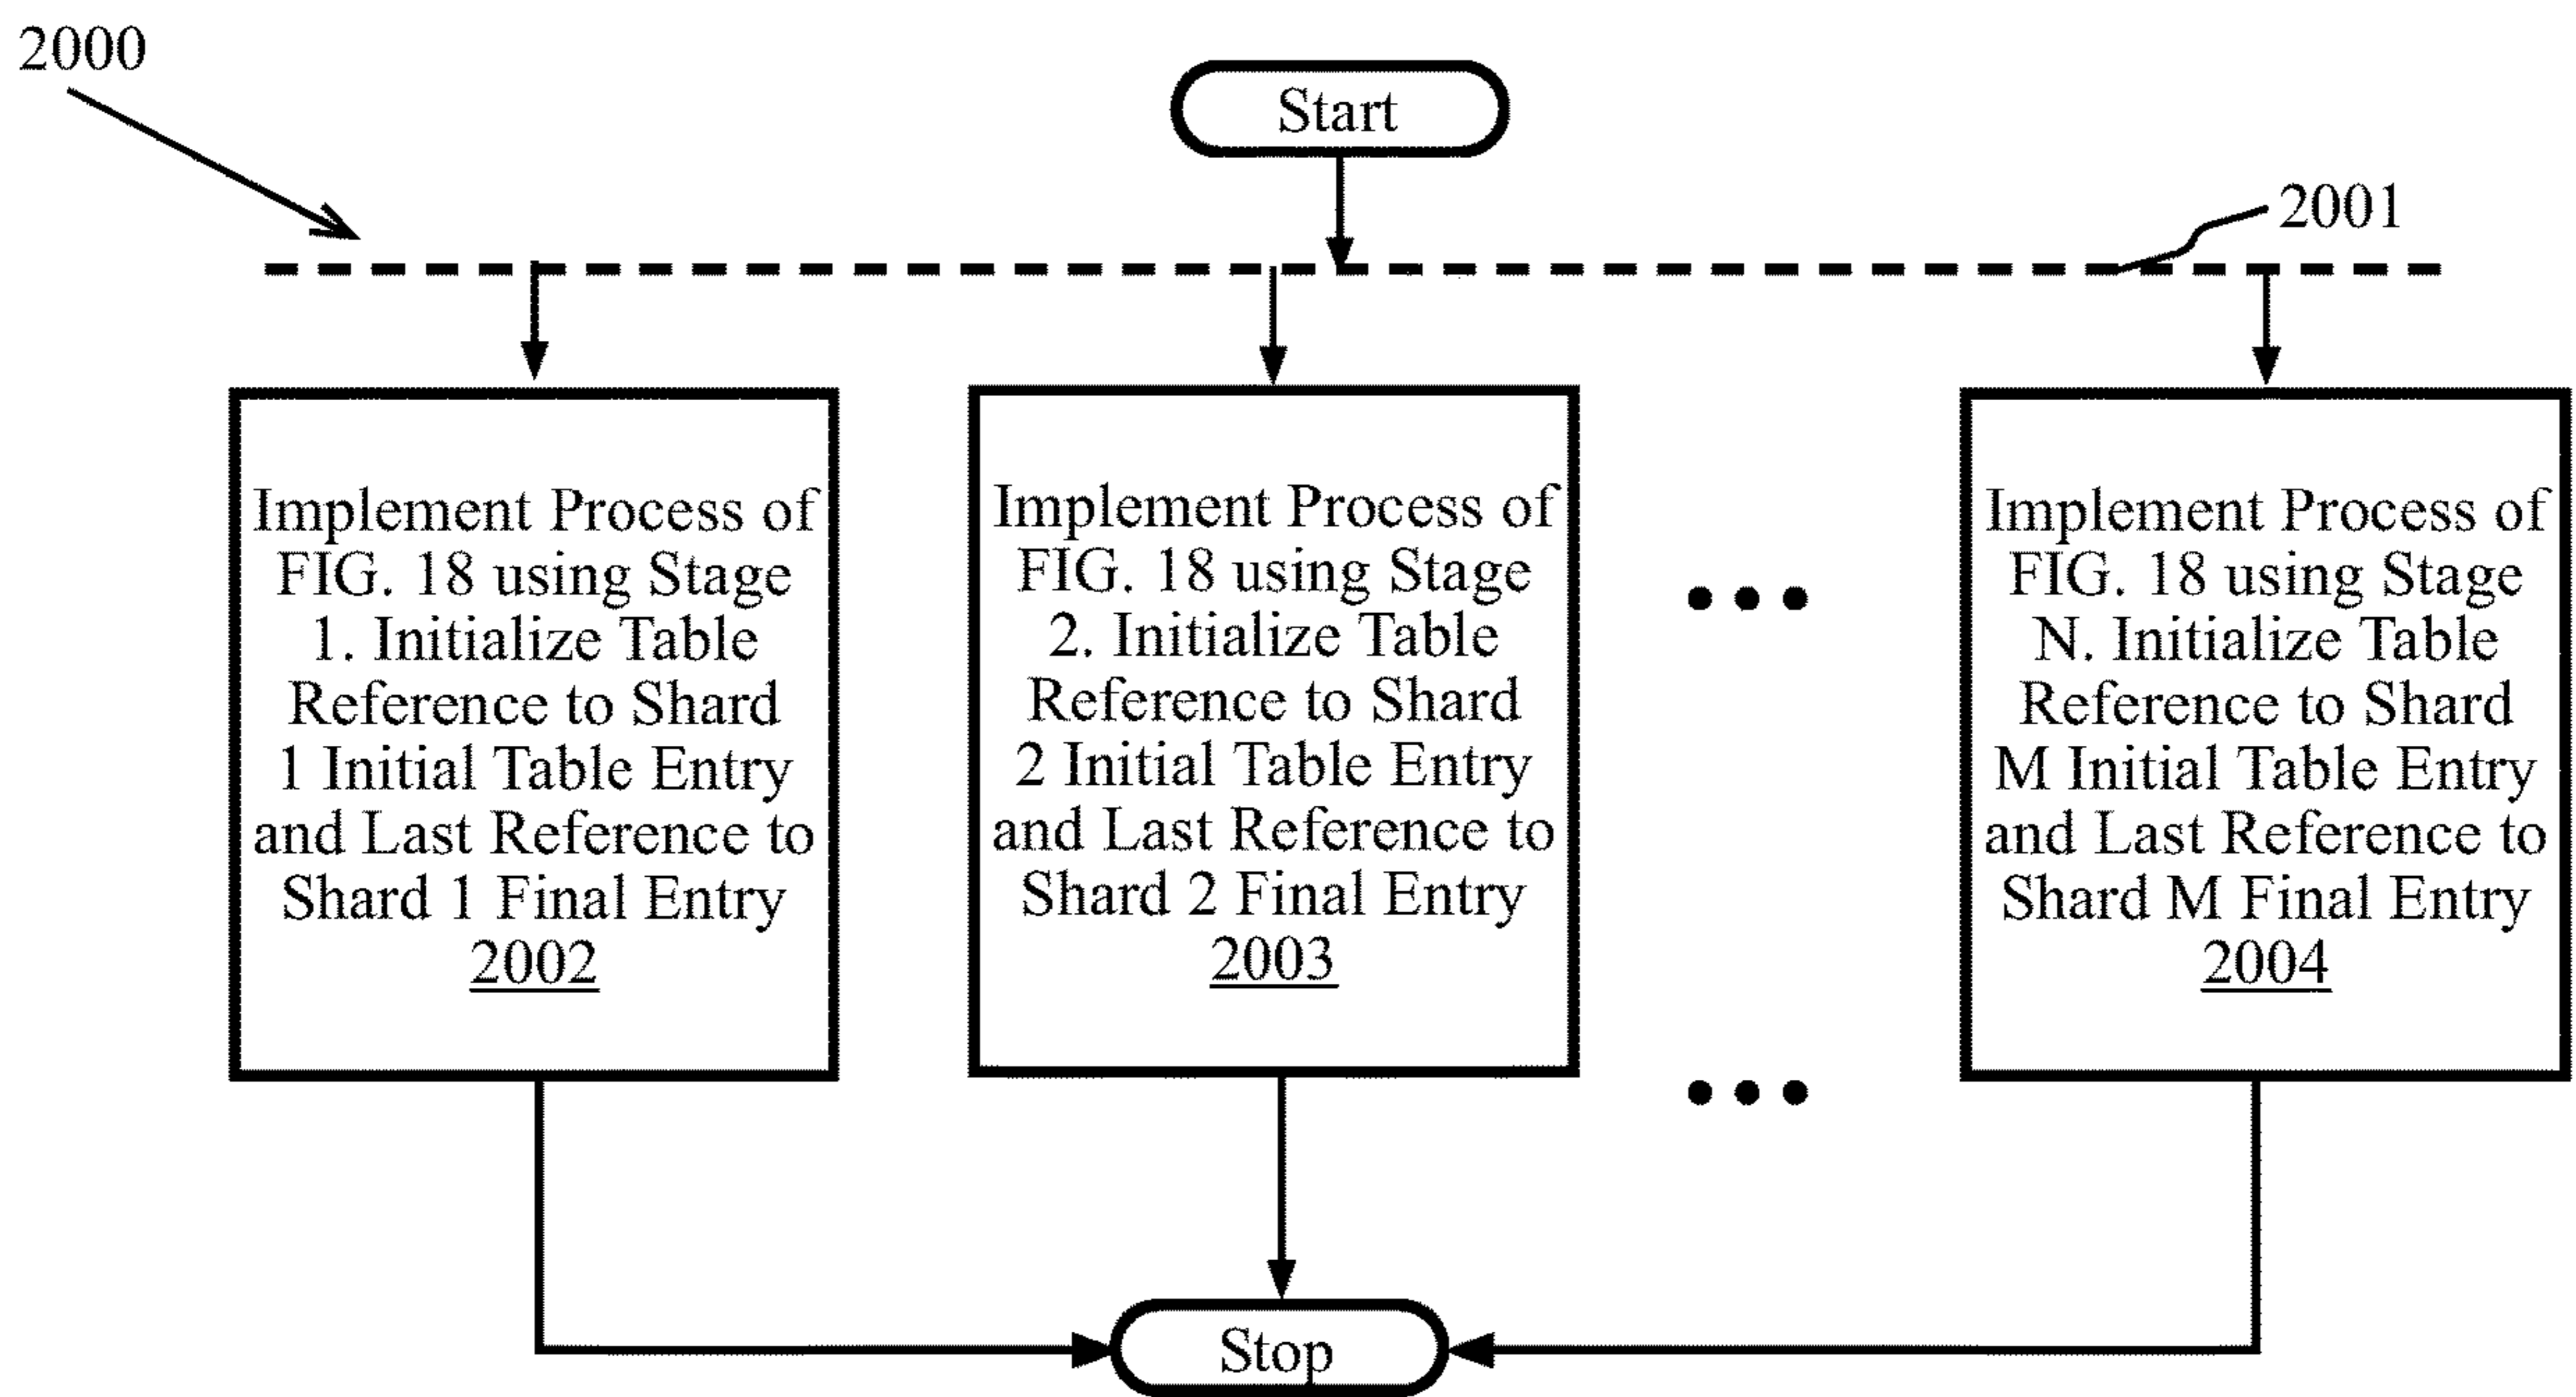 2000
Start
2001
Implement Process of
FIG. 18 using Stage
1. Initialize Table
Reference to Shard
1 Initial Table Entry
and Last Reference to
Shard 1 Final Entry
2002
Implement Process of
FIG. 18 using Stage
2. Initialize Table
Reference to Shard
2 Initial Table Entry
and Last Reference to
Shard 2 Final Entry
2003
Implement Process of
FIG. 18 using Stage
N. Initialize Table
Reference to Shard
M Initial Table Entry
and Last Reference to
Shard M Final Entry
2004
Stop